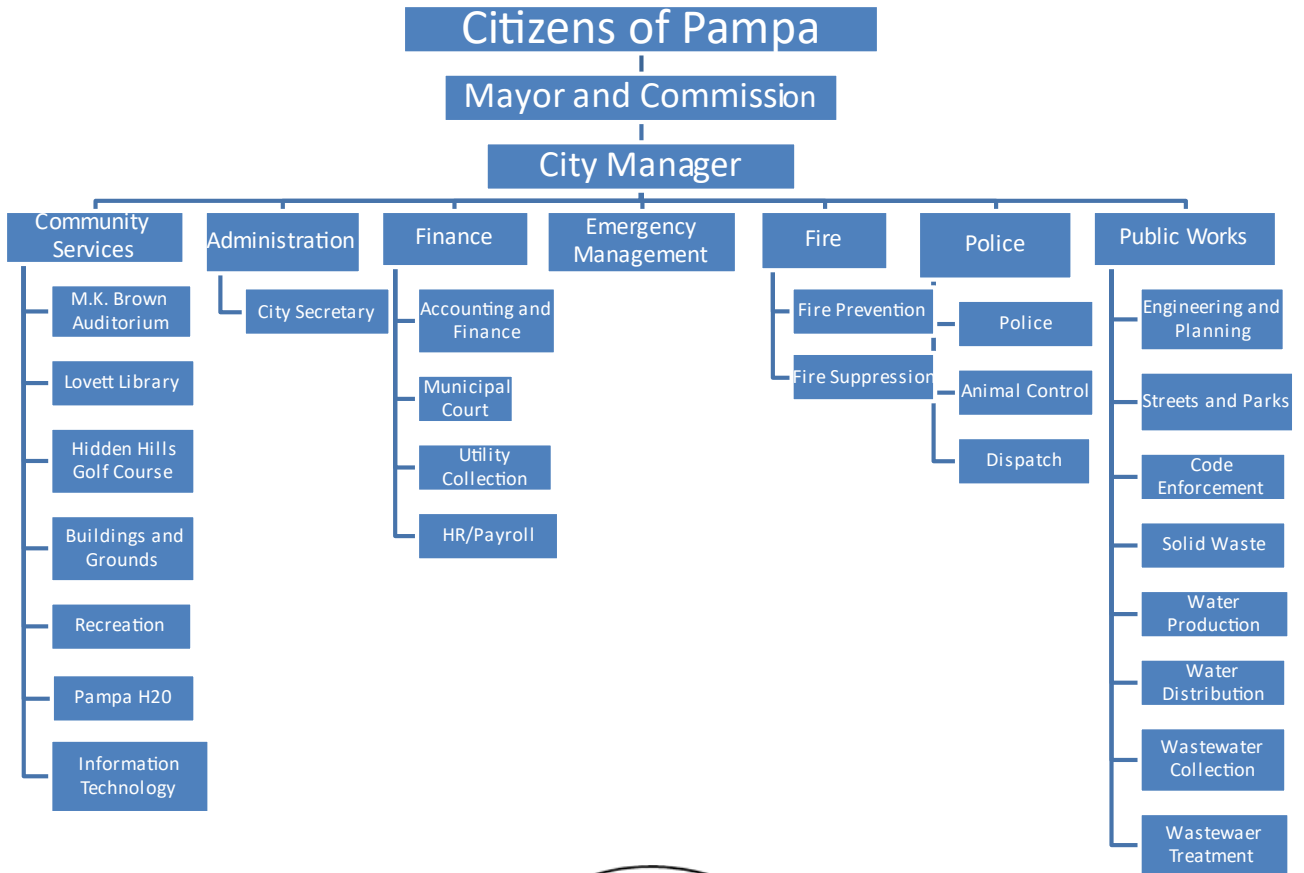 Citizens of Pampa
Mayor and Commission
City Manager
Community
Services
M.K. Brown
Auditorium
Lovett Library
Hidden Hills
Golf Course
Buildings and
Grounds
Recreation
Pampa H20
Information
Technology
Administration
City Secretary
Finance
Accounting and
Finance
Municipal
Court
Utility
Collection
HR/Payroll
Emergency
Management
Fire
Fire Prevention
Fire Suppression
Police
Police
Animal Control
Dispatch
Public Works
Engineering and
Planning
Streets and Parks
Code
Enforcement
Solid Waste
Water
Production
Water
Distribution
Wastewater
Collection
Wastewaer
Treatment